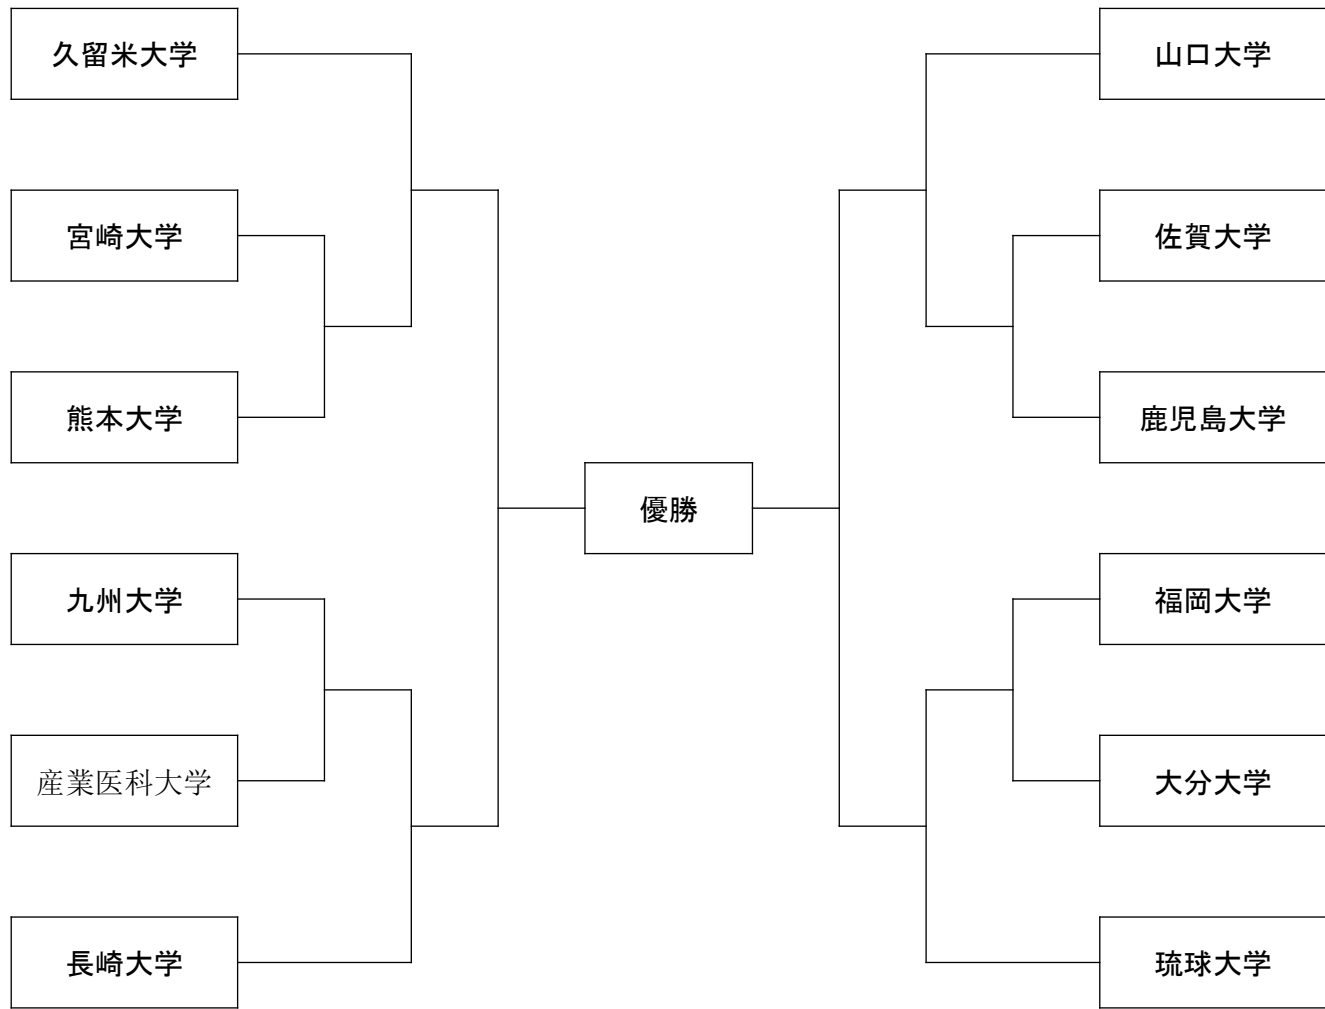 久留米大学
宮崎大学
熊本大学
九州大学
産業医科大学
長崎大学
優勝
山口大学
佐賀大学
鹿児島大学
福岡大学
大分大学
琉球大学